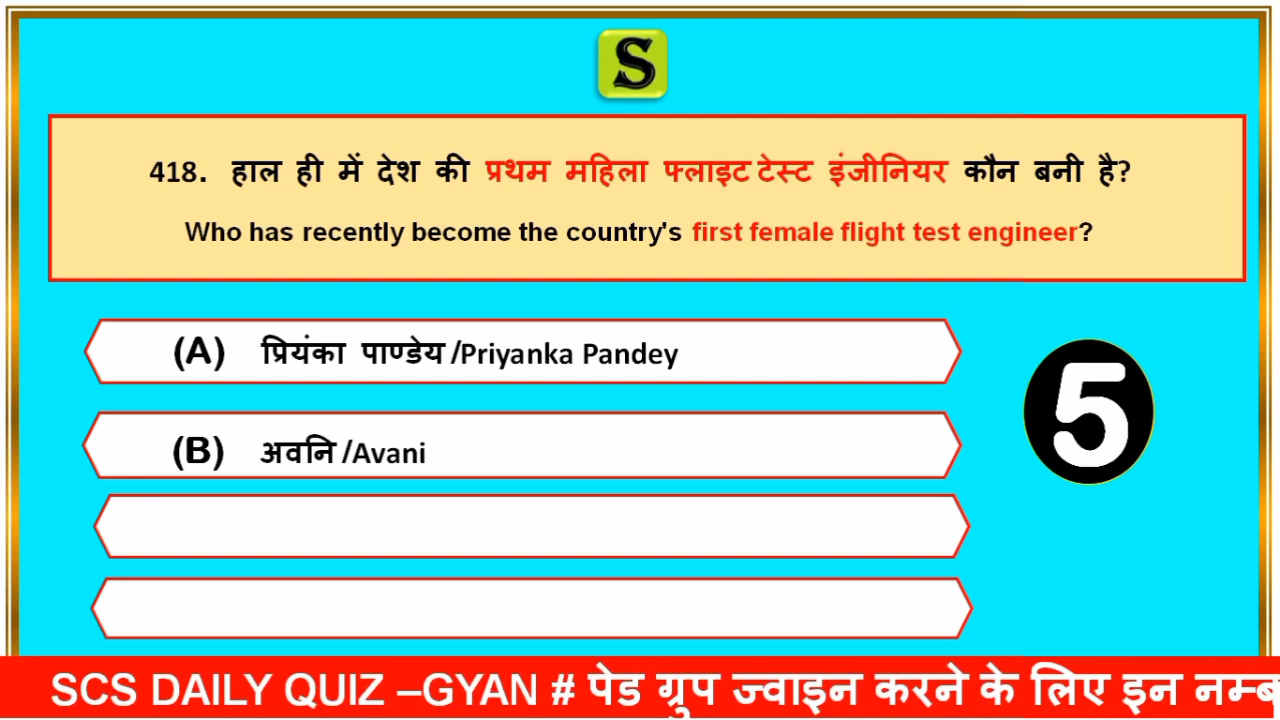 S
418. हाल ही में देश की प्रथम महिला फ्लाइट टेस्ट इंजीनियर कौन बनी है?
Who has recently become the country's first female flight test engineer?
(A) प्रियंका पाण्डेय /Priyanka Pandey
(B) अवनि /Avani
5
SCS DAILY QUIZ –GYAN # पेड ग्रुप ज्वाइन करने के लिए इन